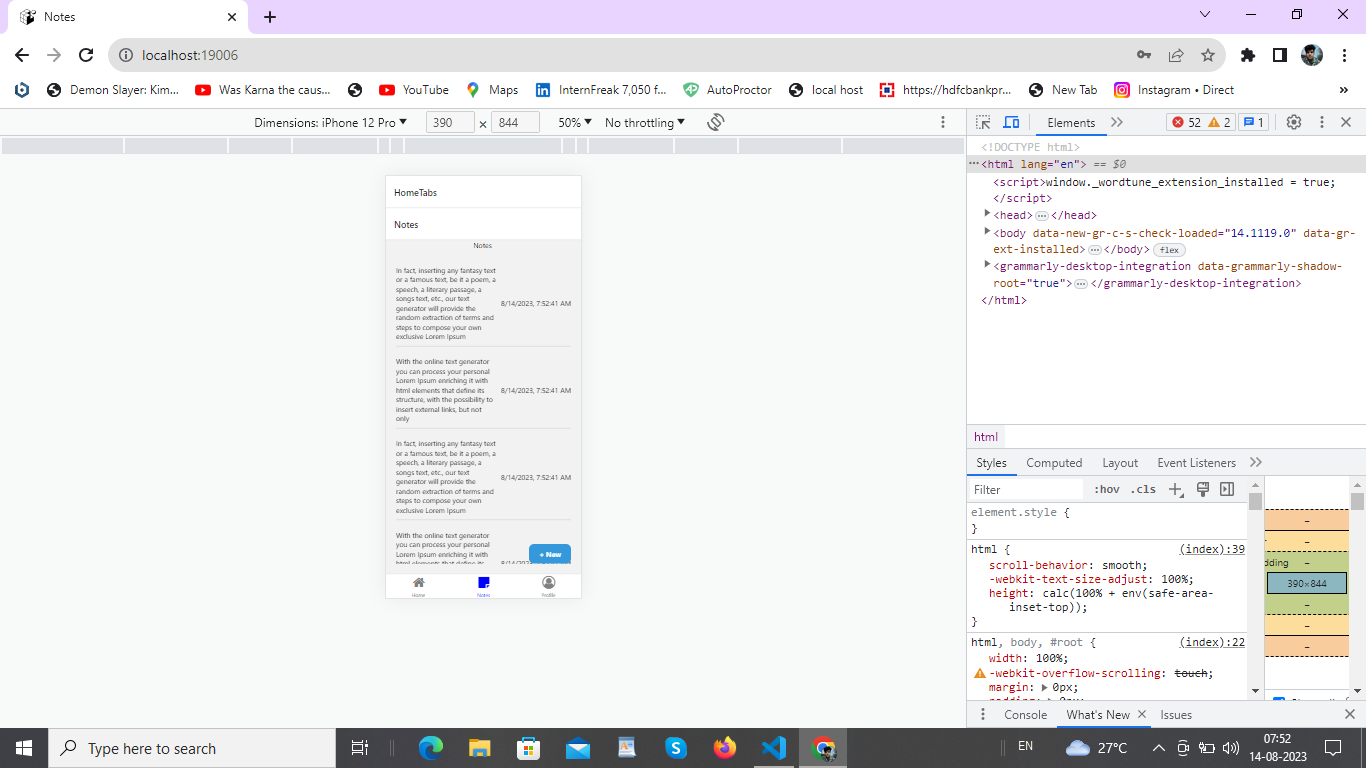 Notes
localhost:19006
Demon Slayer: Kim...
Was Karna the caus...
YouTube
Maps
InternFreak 7,050 f...
AutoProctor
local host
https://hdfcbankpr...
New Tab
Instagram • Direct
»
Dimensions: iPhone 12 Pro 390 × 844 50% No throttling
Elements 52 2 1
<!DOCTYPE html>
<html lang="en"> == $0
<script>window._wordtune_extension_installed = true;
</script>
<head>…</head>
<body data-new-gr-c-s-check-loaded="14.1119.0" data-gr-
ext-installed>…</body> flex
<grammarly-desktop-integration data-grammarly-shadow-
root="true">…</grammarly-desktop-integration>
</html>
HomeTabs
Notes
Notes
In fact, inserting any fantasy text
or a famous text, be it a poem, a
speech, a literary passage, a
songs text, etc., our text
generator will provide the
random extraction of terms and
steps to compose your own
exclusive Lorem Ipsum
8/14/2023, 7:52:41 AM
With the online text generator
you can process your personal
Lorem Ipsum enriching it with
html elements that define its
structure, with the possibility to
insert external links, but not
only
8/14/2023, 7:52:41 AM
In fact, inserting any fantasy text
or a famous text, be it a poem, a
speech, a literary passage, a
songs text, etc., our text
generator will provide the
random extraction of terms and
steps to compose your own
exclusive Lorem Ipsum
8/14/2023, 7:52:41 AM
With the online text generator
you can process your personal
Lorem Ipsum enriching it with
html elements that define its
+ New
Home
Notes
Profile
html
Styles Computed Layout Event Listeners
Filter :hov .cls
element.style {
}
html { (index):39
scroll-behavior: smooth;
-webkit-text-size-adjust: 100%;
height: calc(100% + env(safe-area-
inset-top));
}
html, body, #root { (index):22
width: 100%;
-webkit-overflow-scrolling: touch;
margin: 0px;
padding: 0px;
–
–
dding –
390×844
–
–
–
Console What's New Issues
Type here to search
EN
27°C
07:52
14-08-2023